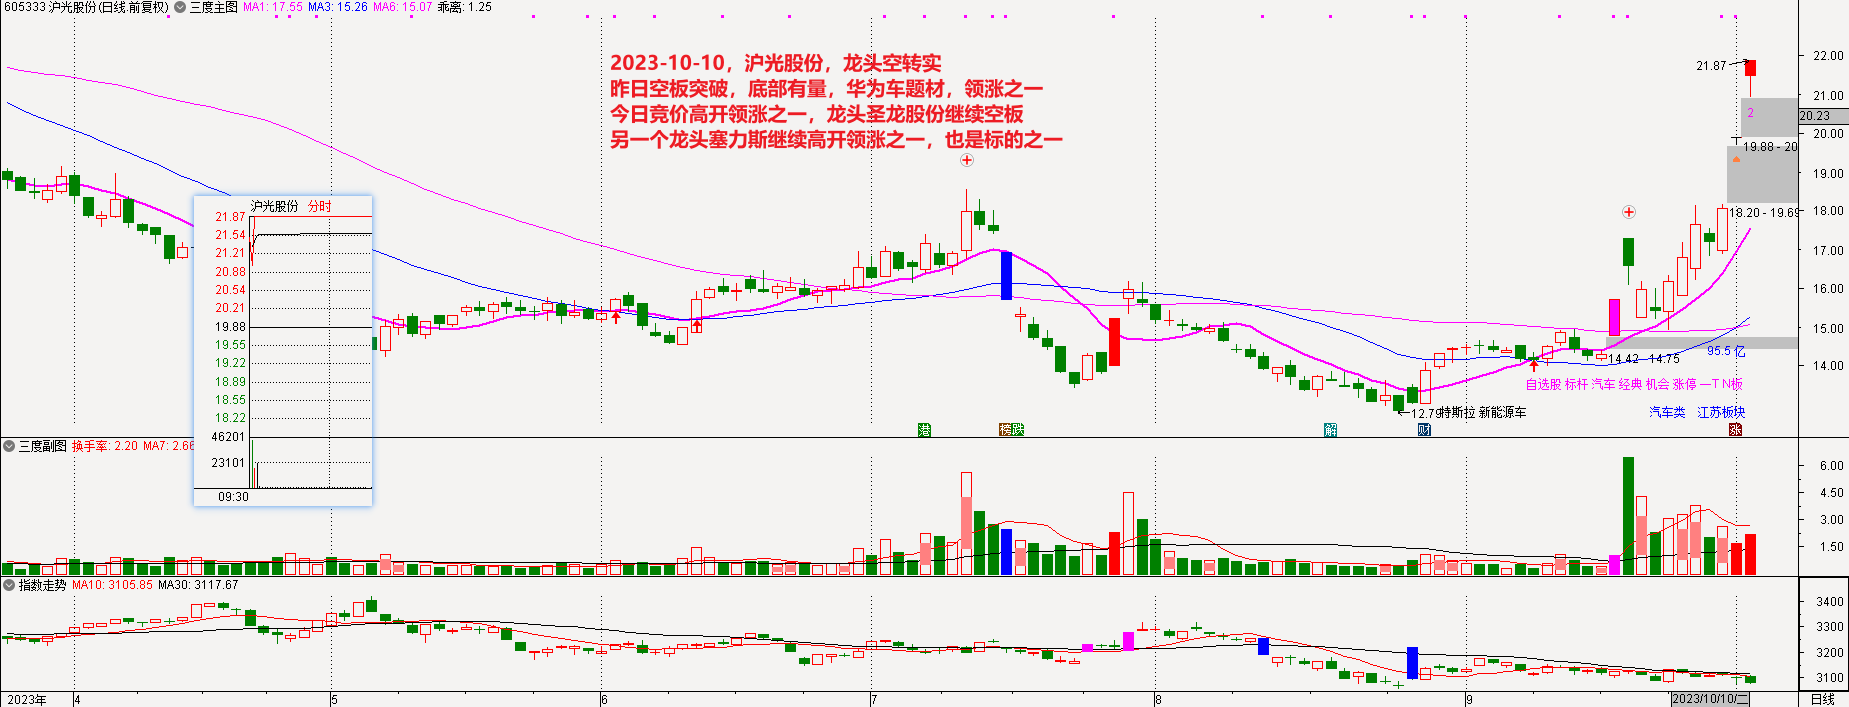 605333 沪光股份(日线.前复权) 三度主图 MA1: 17.55 MA3: 15.26 MA6: 15.07 乖离: 1.25
2023-10-10，沪光股份，龙头空转实
昨日空板突破，底部有量，华为车题材，领涨之一
今日竞价高开领涨之一，龙头圣龙股份继续空板
另一个龙头塞力斯继续高开领涨之一，也是标的之一
21.87
22.00
21.00
20.23
20.00
19.00
18.00
17.00
16.00
15.00
14.00
2
19.88 - 20
18.20 - 19.69
14.42 - 14.75
95.5 亿
自选股 标杆 汽车 经典 机会 涨停 一T N板
12.79
特斯拉 新能源车
汽车类 江苏板块
港
榜
跌
解
财
涨
沪光股份 分时
21.87
21.54
21.21
20.88
20.54
20.21
19.88
19.55
19.22
18.89
18.55
18.22
46201
23101
09:30
三度副图 换手率: 2.20 MA7: 2.66
6.00
4.50
3.00
1.50
指数走势 MA10: 3105.85 MA30: 3117.67
3400
3300
3200
3100
2023年 4 5 6 7 8 9 2023/10/10/二 日线